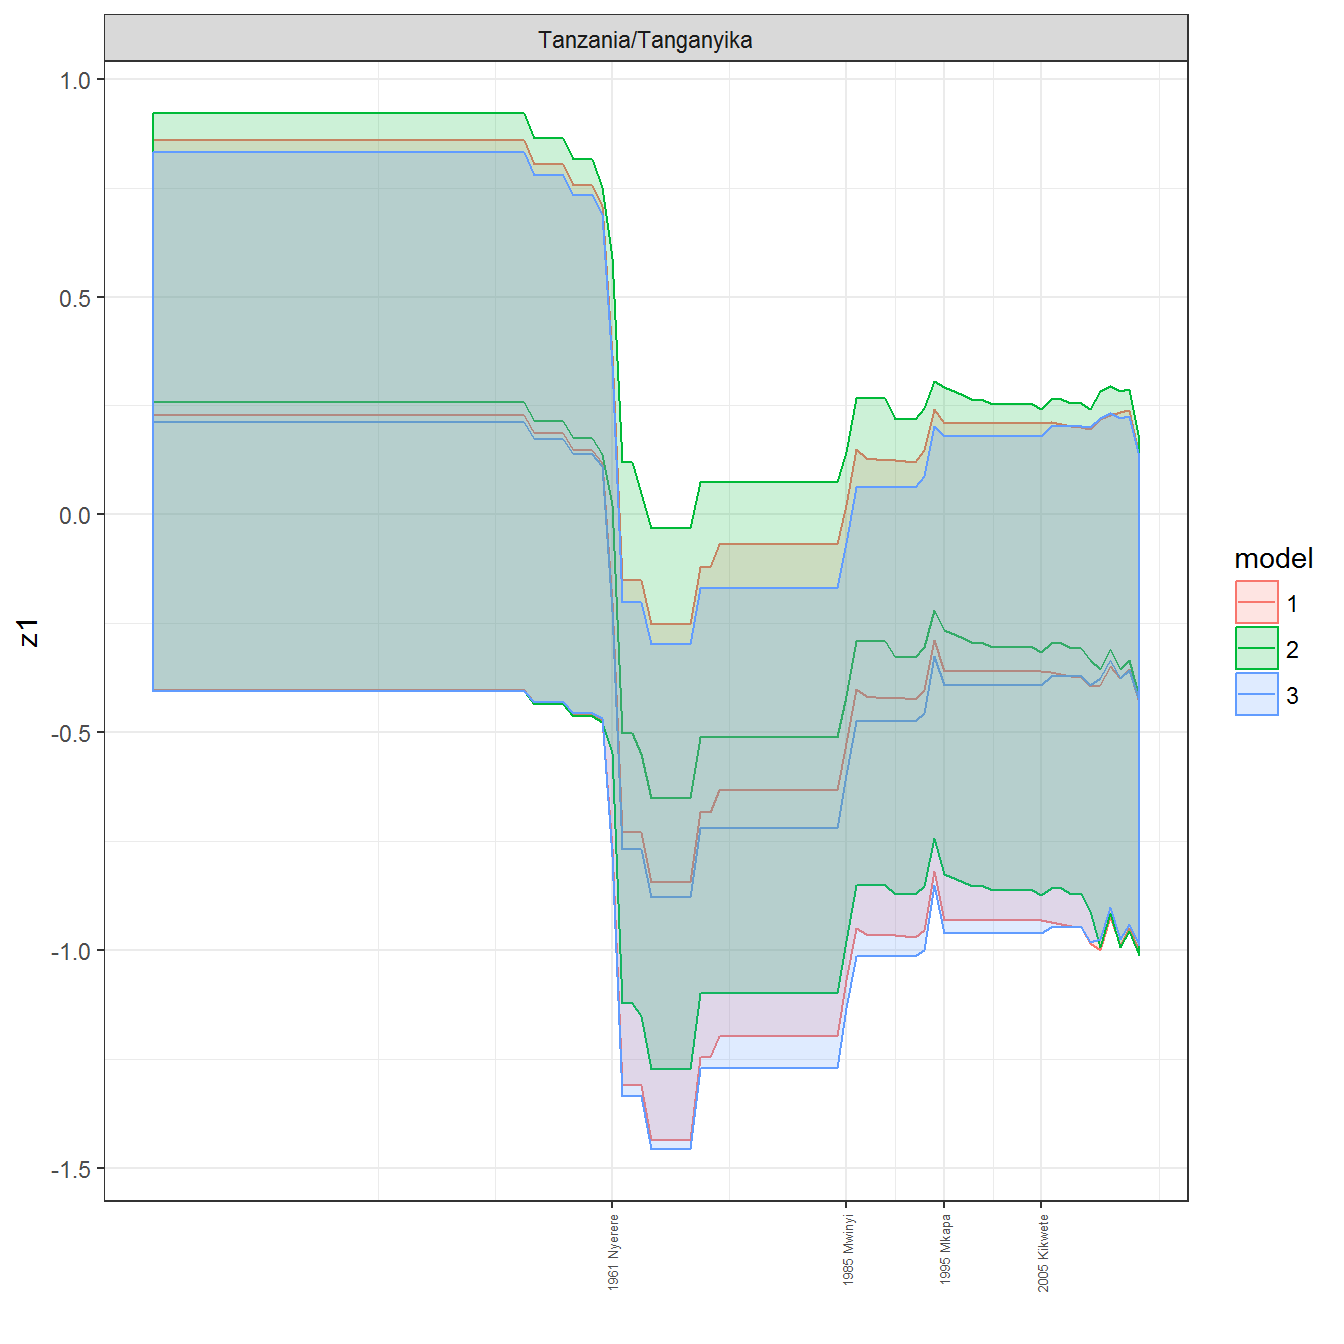 Tanzania/Tanganyika
1.0
0.5
0.0
-0.5
-1.0
-1.5
z1
1961 Nyerere
1985 Mwinyi
1995 Mkapa
2005 Kikwete
model
1
2
3